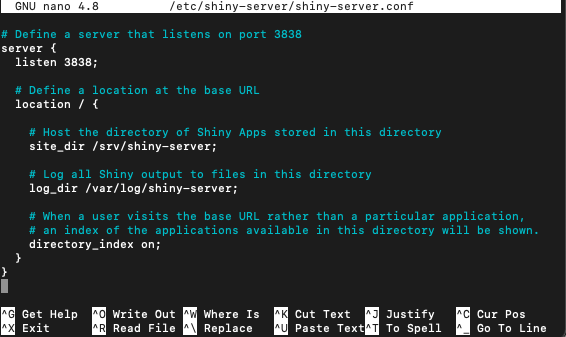 GNU nano 4.8 /etc/shiny-server/shiny-server.conf
# Define a server that listens on port 3838
server {
listen 3838;
# Define a location at the base URL
location / {
# Host the directory of Shiny Apps stored in this directory
site_dir /srv/shiny-server;
# Log all Shiny output to files in this directory
log_dir /var/log/shiny-server;
# When a user visits the base URL rather than a particular application,
# an index of the applications available in this directory will be shown.
directory_index on;
}
}
^G Get Help ^O Write Out ^W Where Is ^K Cut Text ^J Justify ^C Cur Pos
^X Exit ^R Read File ^\ Replace ^U Paste Text ^T To Spell ^_ Go To Line